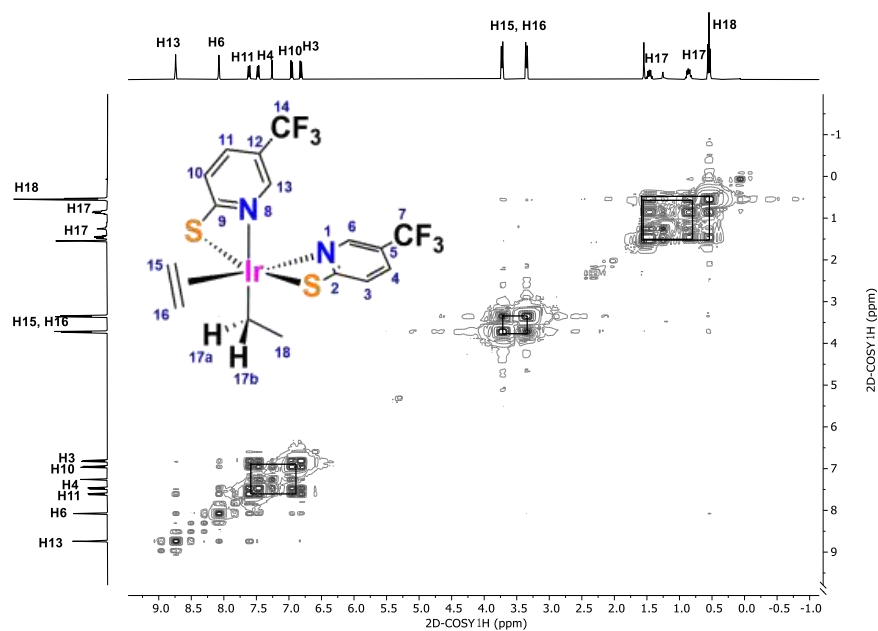 H13
H6
H11
H4
H10
H3
H15, H16
H17
H17
H18
14
CF3
11
12
10
13
N
9
8
S
7
1
6
CF3
N
5
15
Ir
S
4
2
3
16
H
18
17a
H
17b
H18
H17
H17
H15, H16
H3
H10
H4
H11
H6
H13
-1
0
1
2
3
4
5
6
7
8
9
2D-COSY 1H (ppm)
9.0 8.5 8.0 7.5 7.0 6.5 6.0 5.5 5.0 4.5 4.0 3.5 3.0 2.5 2.0 1.5 1.0 0.5 0.0 -0.5 -1.0
2D-COSY 1H (ppm)